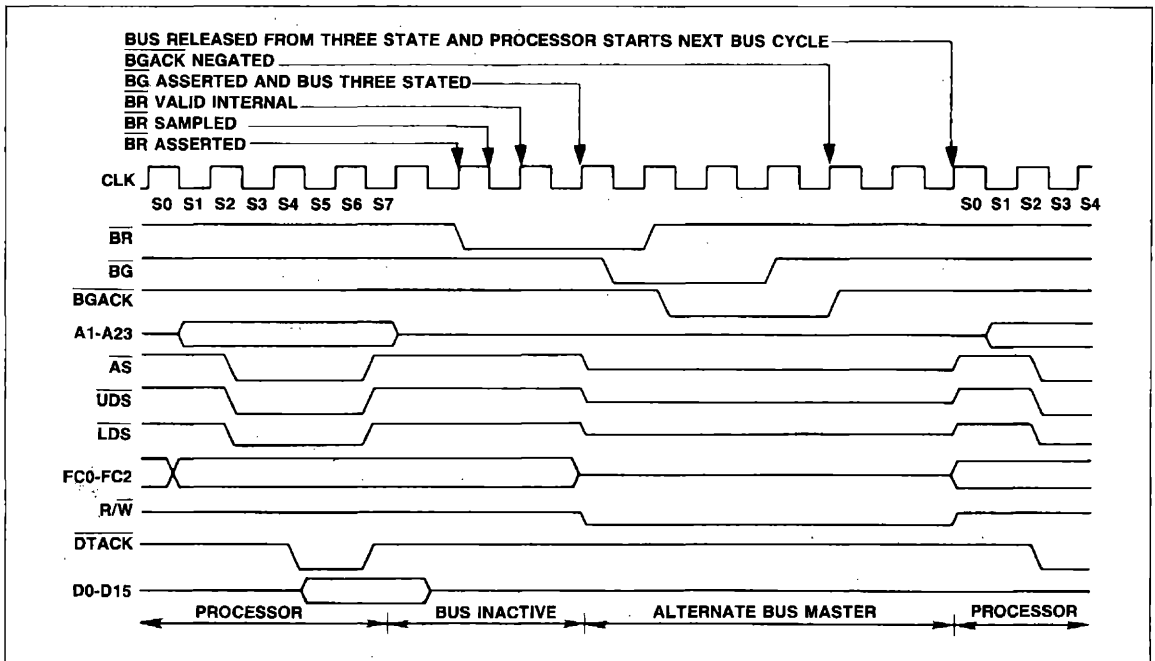 BUS RELEASED FROM THREE STATE AND PROCESSOR STARTS NEXT BUS CYCLE
BGACK NEGATED
BG ASSERTED AND BUS THREE STATED
BR VALID INTERNAL
BR SAMPLED
BR ASSERTED
CLK
S0 S1 S2 S3 S4 S5 S6 S7 S0 S1 S2 S3 S4
BR
BG
BGACK
A1-A23
AS
UDS
LDS
FC0-FC2
R/W
DTACK
D0-D15
PROCESSOR BUS INACTIVE ALTERNATE BUS MASTER PROCESSOR